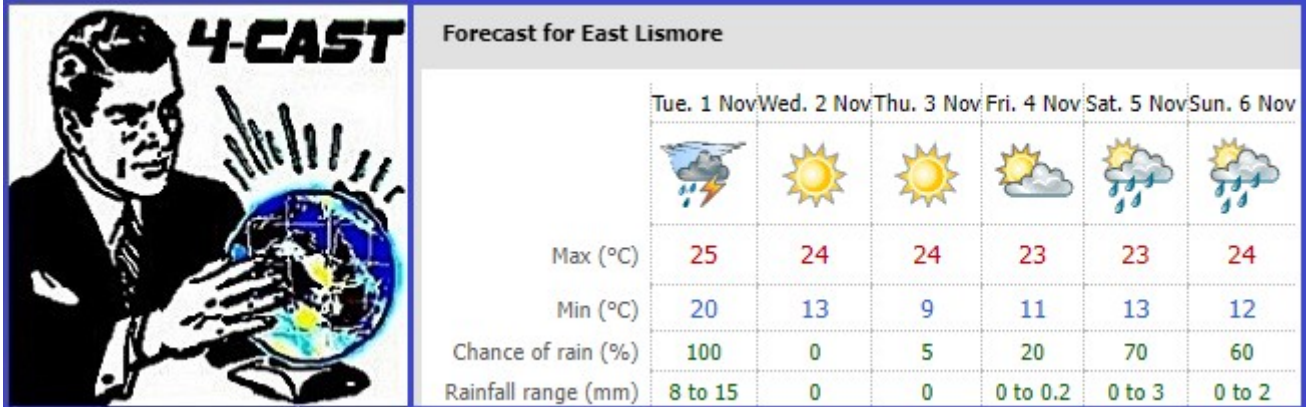 4-CAST
Forecast for East Lismore
Tue. 1 Nov Wed. 2 Nov Thu. 3 Nov Fri. 4 Nov Sat. 5 Nov Sun. 6 Nov
Max (°C) 25 24 24 23 23 24
Min (°C) 20 13 9 11 13 12
Chance of rain (%) 100 0 5 20 70 60
Rainfall range (mm) 8 to 15 0 0 0 to 0.2 0 to 3 0 to 2